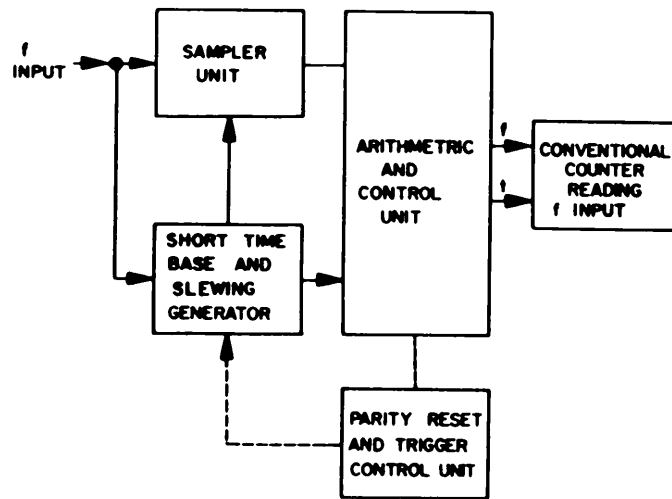 f
INPUT
SAMPLER
UNIT
ARITHMETRIC
AND
CONTROL
UNIT
f
t
CONVENTIONAL
COUNTER
READING
f INPUT
SHORT TIME
BASE AND
SLEWING
GENERATOR
PARITY RESET
AND TRIGGER
CONTROL UNIT